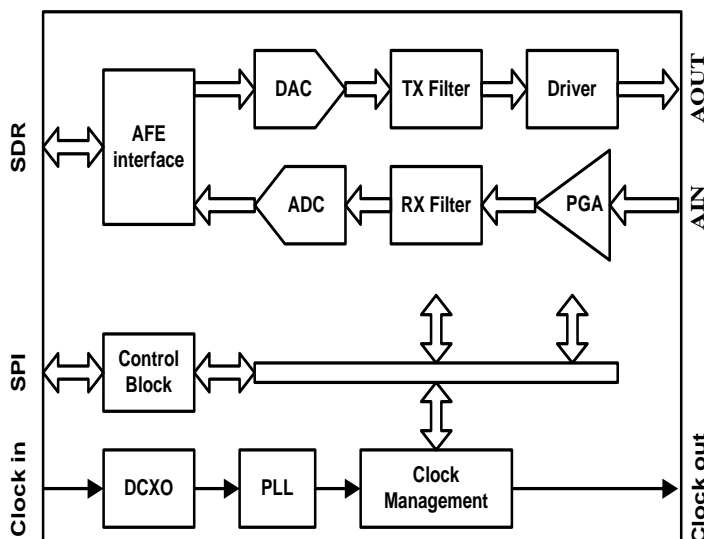 SDR
AFE
interface
DAC
TX Filter
Driver
AOUT
ADC
RX Filter
PGA
AIN
SPI
Control
Block
Clock in
DCXO
PLL
Clock
Management
Clock out